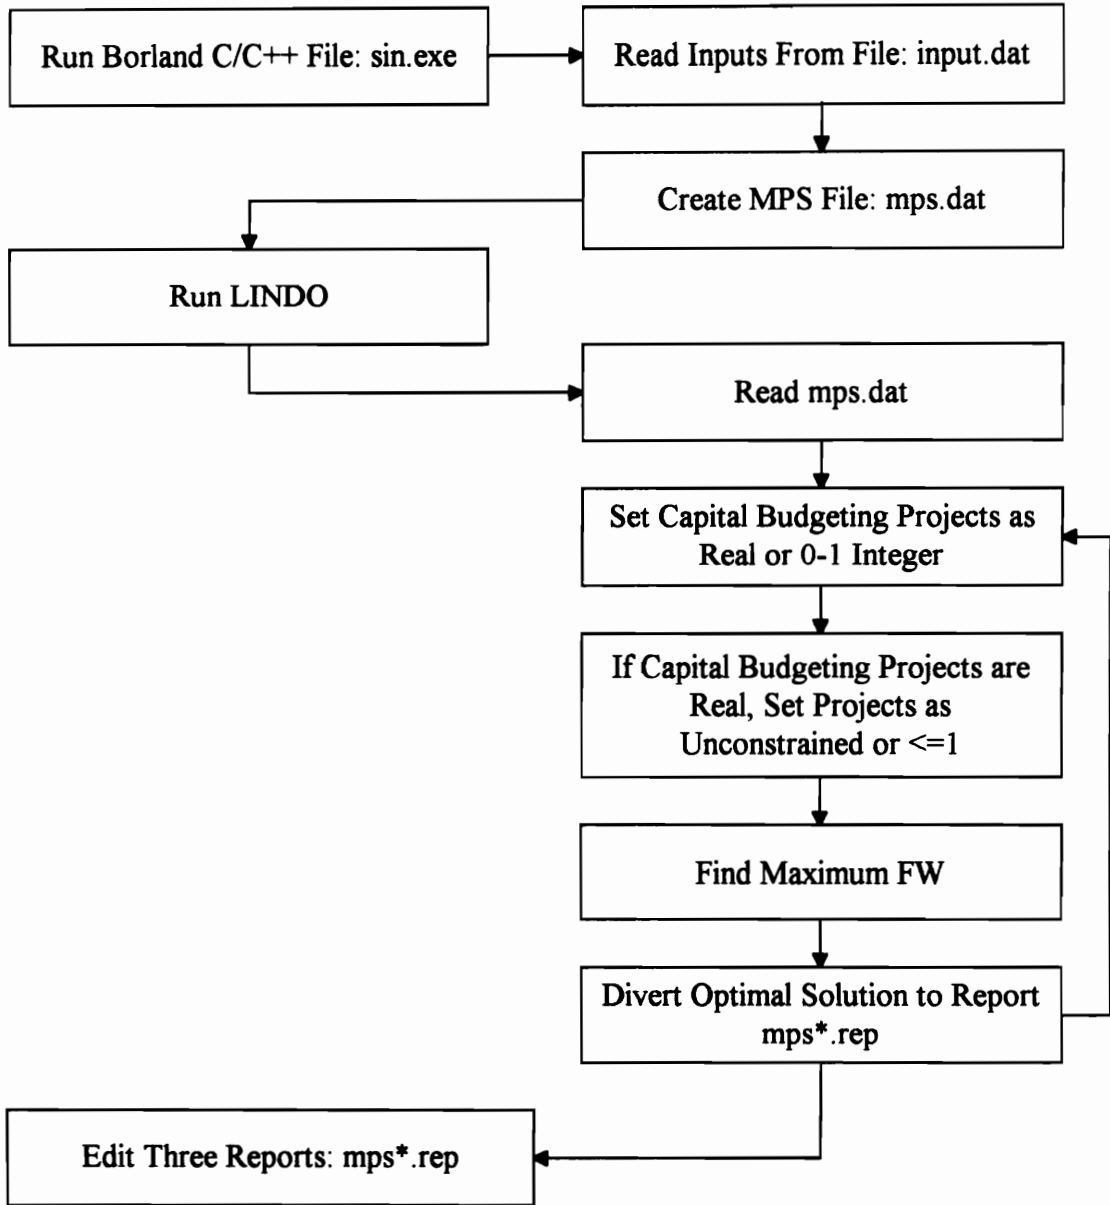 Run Borland C/C++ File: sin.exe
Read Inputs From File: input.dat
Create MPS File: mps.dat
Run LINDO
Read mps.dat
Set Capital Budgeting Projects as
Real or 0-1 Integer
If Capital Budgeting Projects are
Real, Set Projects as
Unconstrained or <=1
Find Maximum FW
Divert Optimal Solution to Report
mps*.rep
Edit Three Reports: mps*.rep